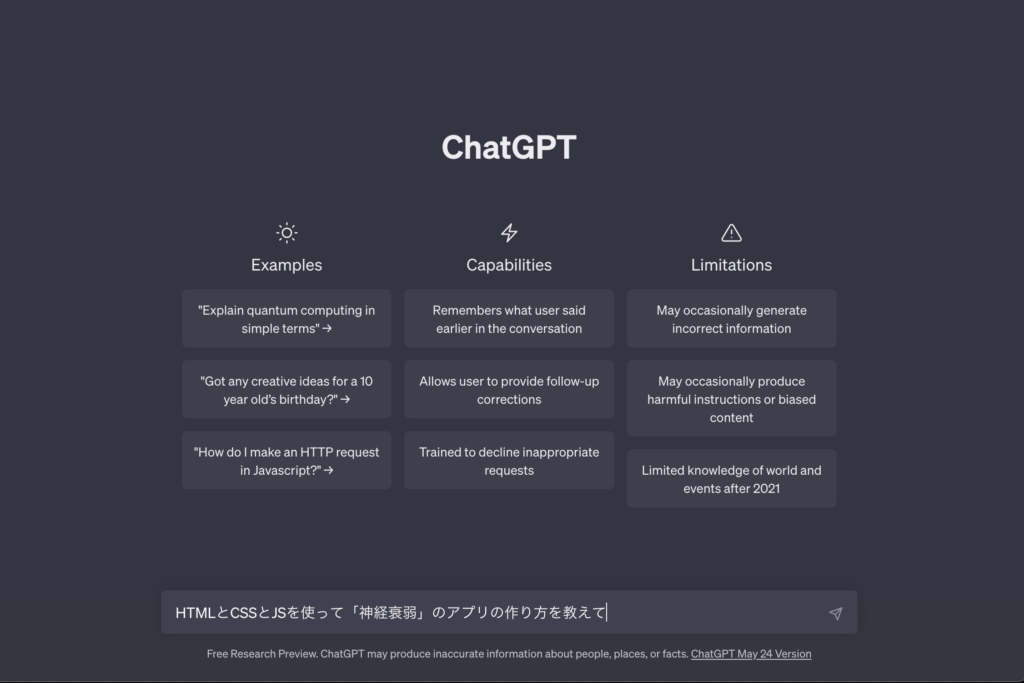 ChatGPT
Examples
"Explain quantum computing in
simple terms" →
"Got any creative ideas for a 10
year old's birthday?" →
"How do I make an HTTP request
in Javascript?" →
Capabilities
Remembers what user said
earlier in the conversation
Allows user to provide follow-up
corrections
Trained to decline inappropriate
requests
Limitations
May occasionally generate
incorrect information
May occasionally produce
harmful instructions or biased
content
Limited knowledge of world and
events after 2021
HTMLとCSSとJSを使って「神経衰弱」のアプリの作り方を教えて
Free Research Preview. ChatGPT may produce inaccurate information about people, places, or facts. ChatGPT May 24 Version